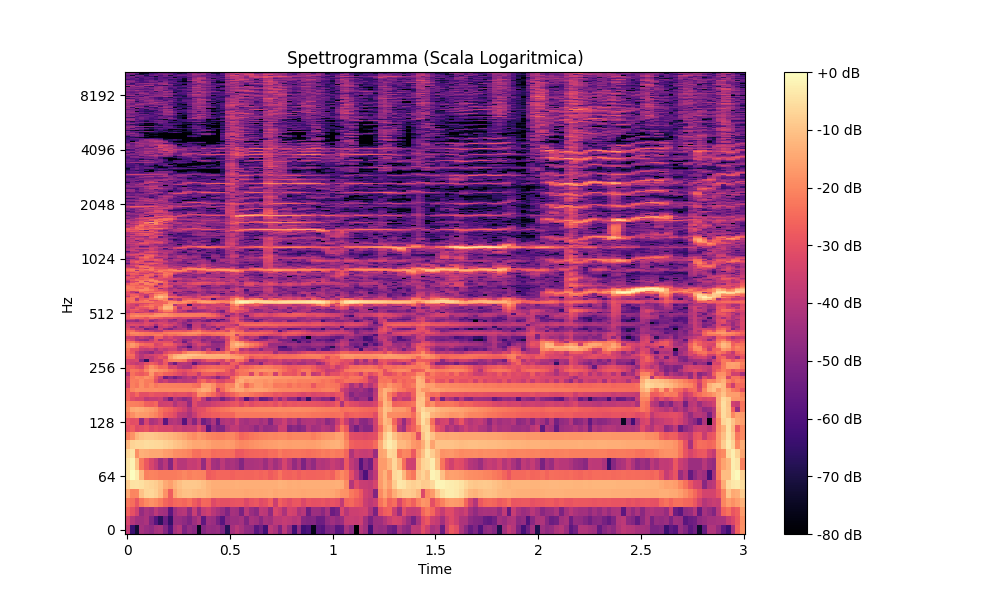 Spettrogramma (Scala Logaritmica)
8192
4096
2048
1024
512
256
128
64
0
Hz
0
0.5
1
1.5
2
2.5
3
Time
+0 dB
-10 dB
-20 dB
-30 dB
-40 dB
-50 dB
-60 dB
-70 dB
-80 dB